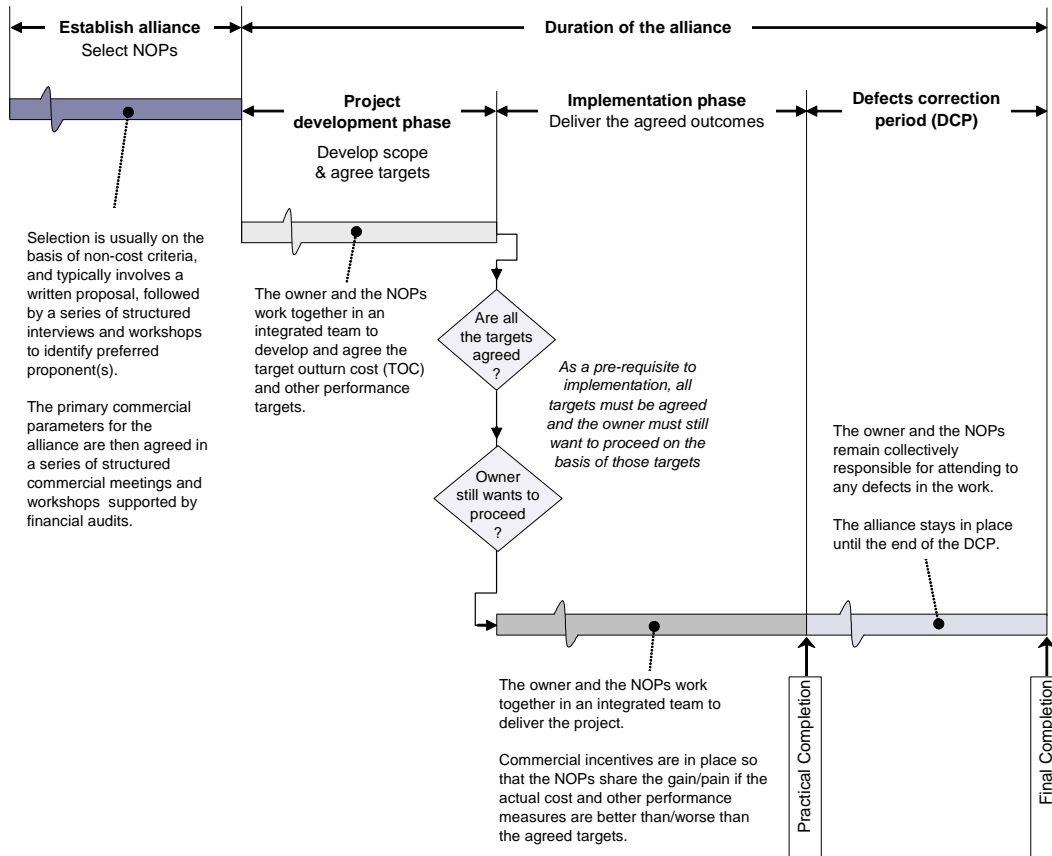 Establish alliance
Select NOPs
Duration of the alliance
Project
development phase
Develop scope
& agree targets
Implementation phase
Deliver the agreed outcomes
Defects correction
period (DCP)
Selection is usually on the
basis of non-cost criteria,
and typically involves a
written proposal, followed
by a series of structured
interviews and workshops
to identify preferred
proponent(s).
The primary commercial
parameters for the
alliance are then agreed in
a series of structured
commercial meetings and
workshops supported by
financial audits.
The owner and the NOPs
work together in an
integrated team to
develop and agree the
target outturn cost (TOC)
and other performance
targets.
Are all
the targets
agreed
?
As a pre-requisite to
implementation, all
targets must be agreed
and the owner must still
want to proceed on the
basis of those targets
Owner
still wants to
proceed
?
The owner and the NOPs
remain collectively
responsible for attending to
any defects in the work.
The alliance stays in place
until the end of the DCP.
The owner and the NOPs work
together in an integrated team to
deliver the project.
Commercial incentives are in place so
that the NOPs share the gain/pain if the
actual cost and other performance
measures are better than/worse than
the agreed targets.
Practical Completion
Final Completion